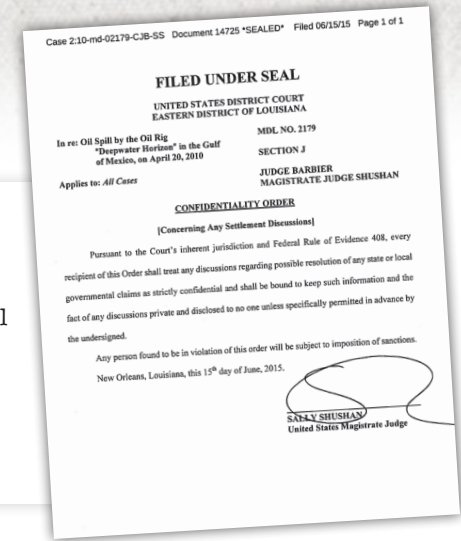 Case 2:10-md-02179-CJB-SS Document 14725 *SEALED* Filed 06/15/15 Page 1 of 1
FILED UNDER SEAL
UNITED STATES DISTRICT COURT
EASTERN DISTRICT OF LOUISIANA
In re: Oil Spill by the Oil Rig
"Deepwater Horizon" in the Gulf
of Mexico, on April 20, 2010
Applies to: All Cases
MDL NO. 2179
SECTION J
JUDGE BARBIER
MAGISTRATE JUDGE SHUSHAN
CONFIDENTIALITY ORDER
[Concerning Any Settlement Discussions]
Pursuant to the Court's inherent jurisdiction and Federal Rule of Evidence 408, every
recipient of this Order shall treat any discussions regarding possible resolution of any state or local
governmental claims as strictly confidential and shall be bound to keep such information and the
fact of any discussions private and disclosed to no one unless specifically permitted in advance by
the undersigned.
Any person found to be in violation of this order will be subject to imposition of sanctions.
New Orleans, Louisiana, this 15th day of June, 2015.
SALLY SHUSHAN
United States Magistrate Judge